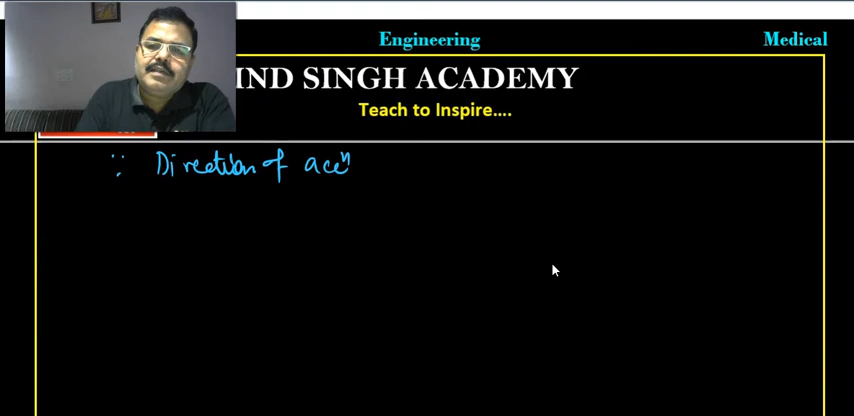 Engineering Medical
IND SINGH ACADEMY
Teach to Inspire....
∵ Direction of accⁿ